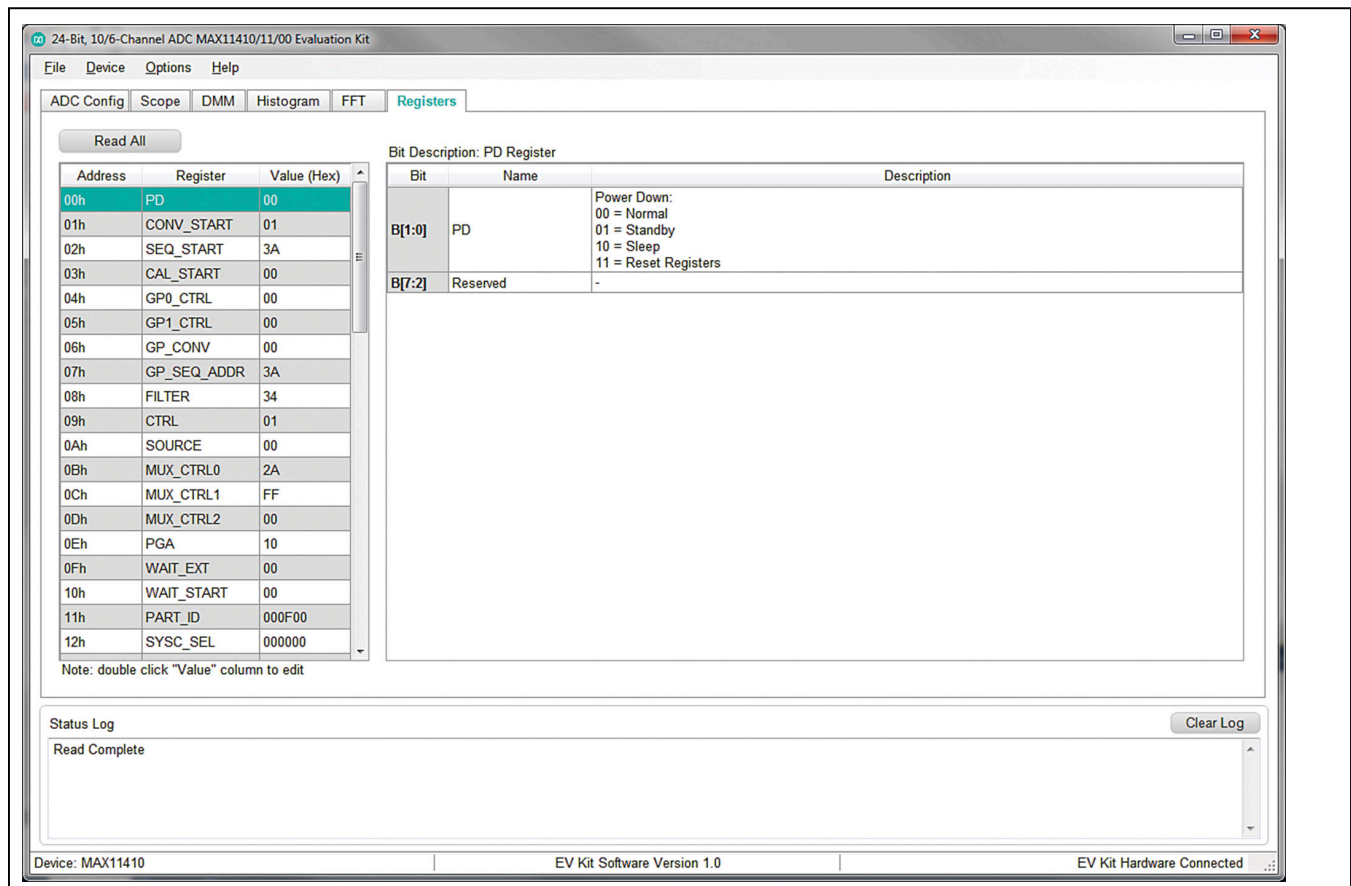 24-Bit, 10/6-Channel ADC MAX11410/11/00 Evaluation Kit
File Device Options Help
ADC Config Scope DMM Histogram FFT Registers
Read All
Bit Description: PD Register
Address Register Value (Hex)
00h PD 00
01h CONV_START 01
02h SEQ_START 3A
03h CAL_START 00
04h GP0_CTRL 00
05h GP1_CTRL 00
06h GP_CONV 00
07h GP_SEQ_ADDR 3A
08h FILTER 34
09h CTRL 01
0Ah SOURCE 00
0Bh MUX_CTRL0 2A
0Ch MUX_CTRL1 FF
0Dh MUX_CTRL2 00
0Eh PGA 10
0Fh WAIT_EXT 00
10h WAIT_START 00
11h PART_ID 000F00
12h SYSC_SEL 000000
Note: double click "Value" column to edit
Bit Name Description
Power Down:
00 = Normal
B[1:0] PD 01 = Standby
10 = Sleep
11 = Reset Registers
B[7:2] Reserved -
Status Log
Clear Log
Read Complete
Device: MAX11410 EV Kit Software Version 1.0 EV Kit Hardware Connected